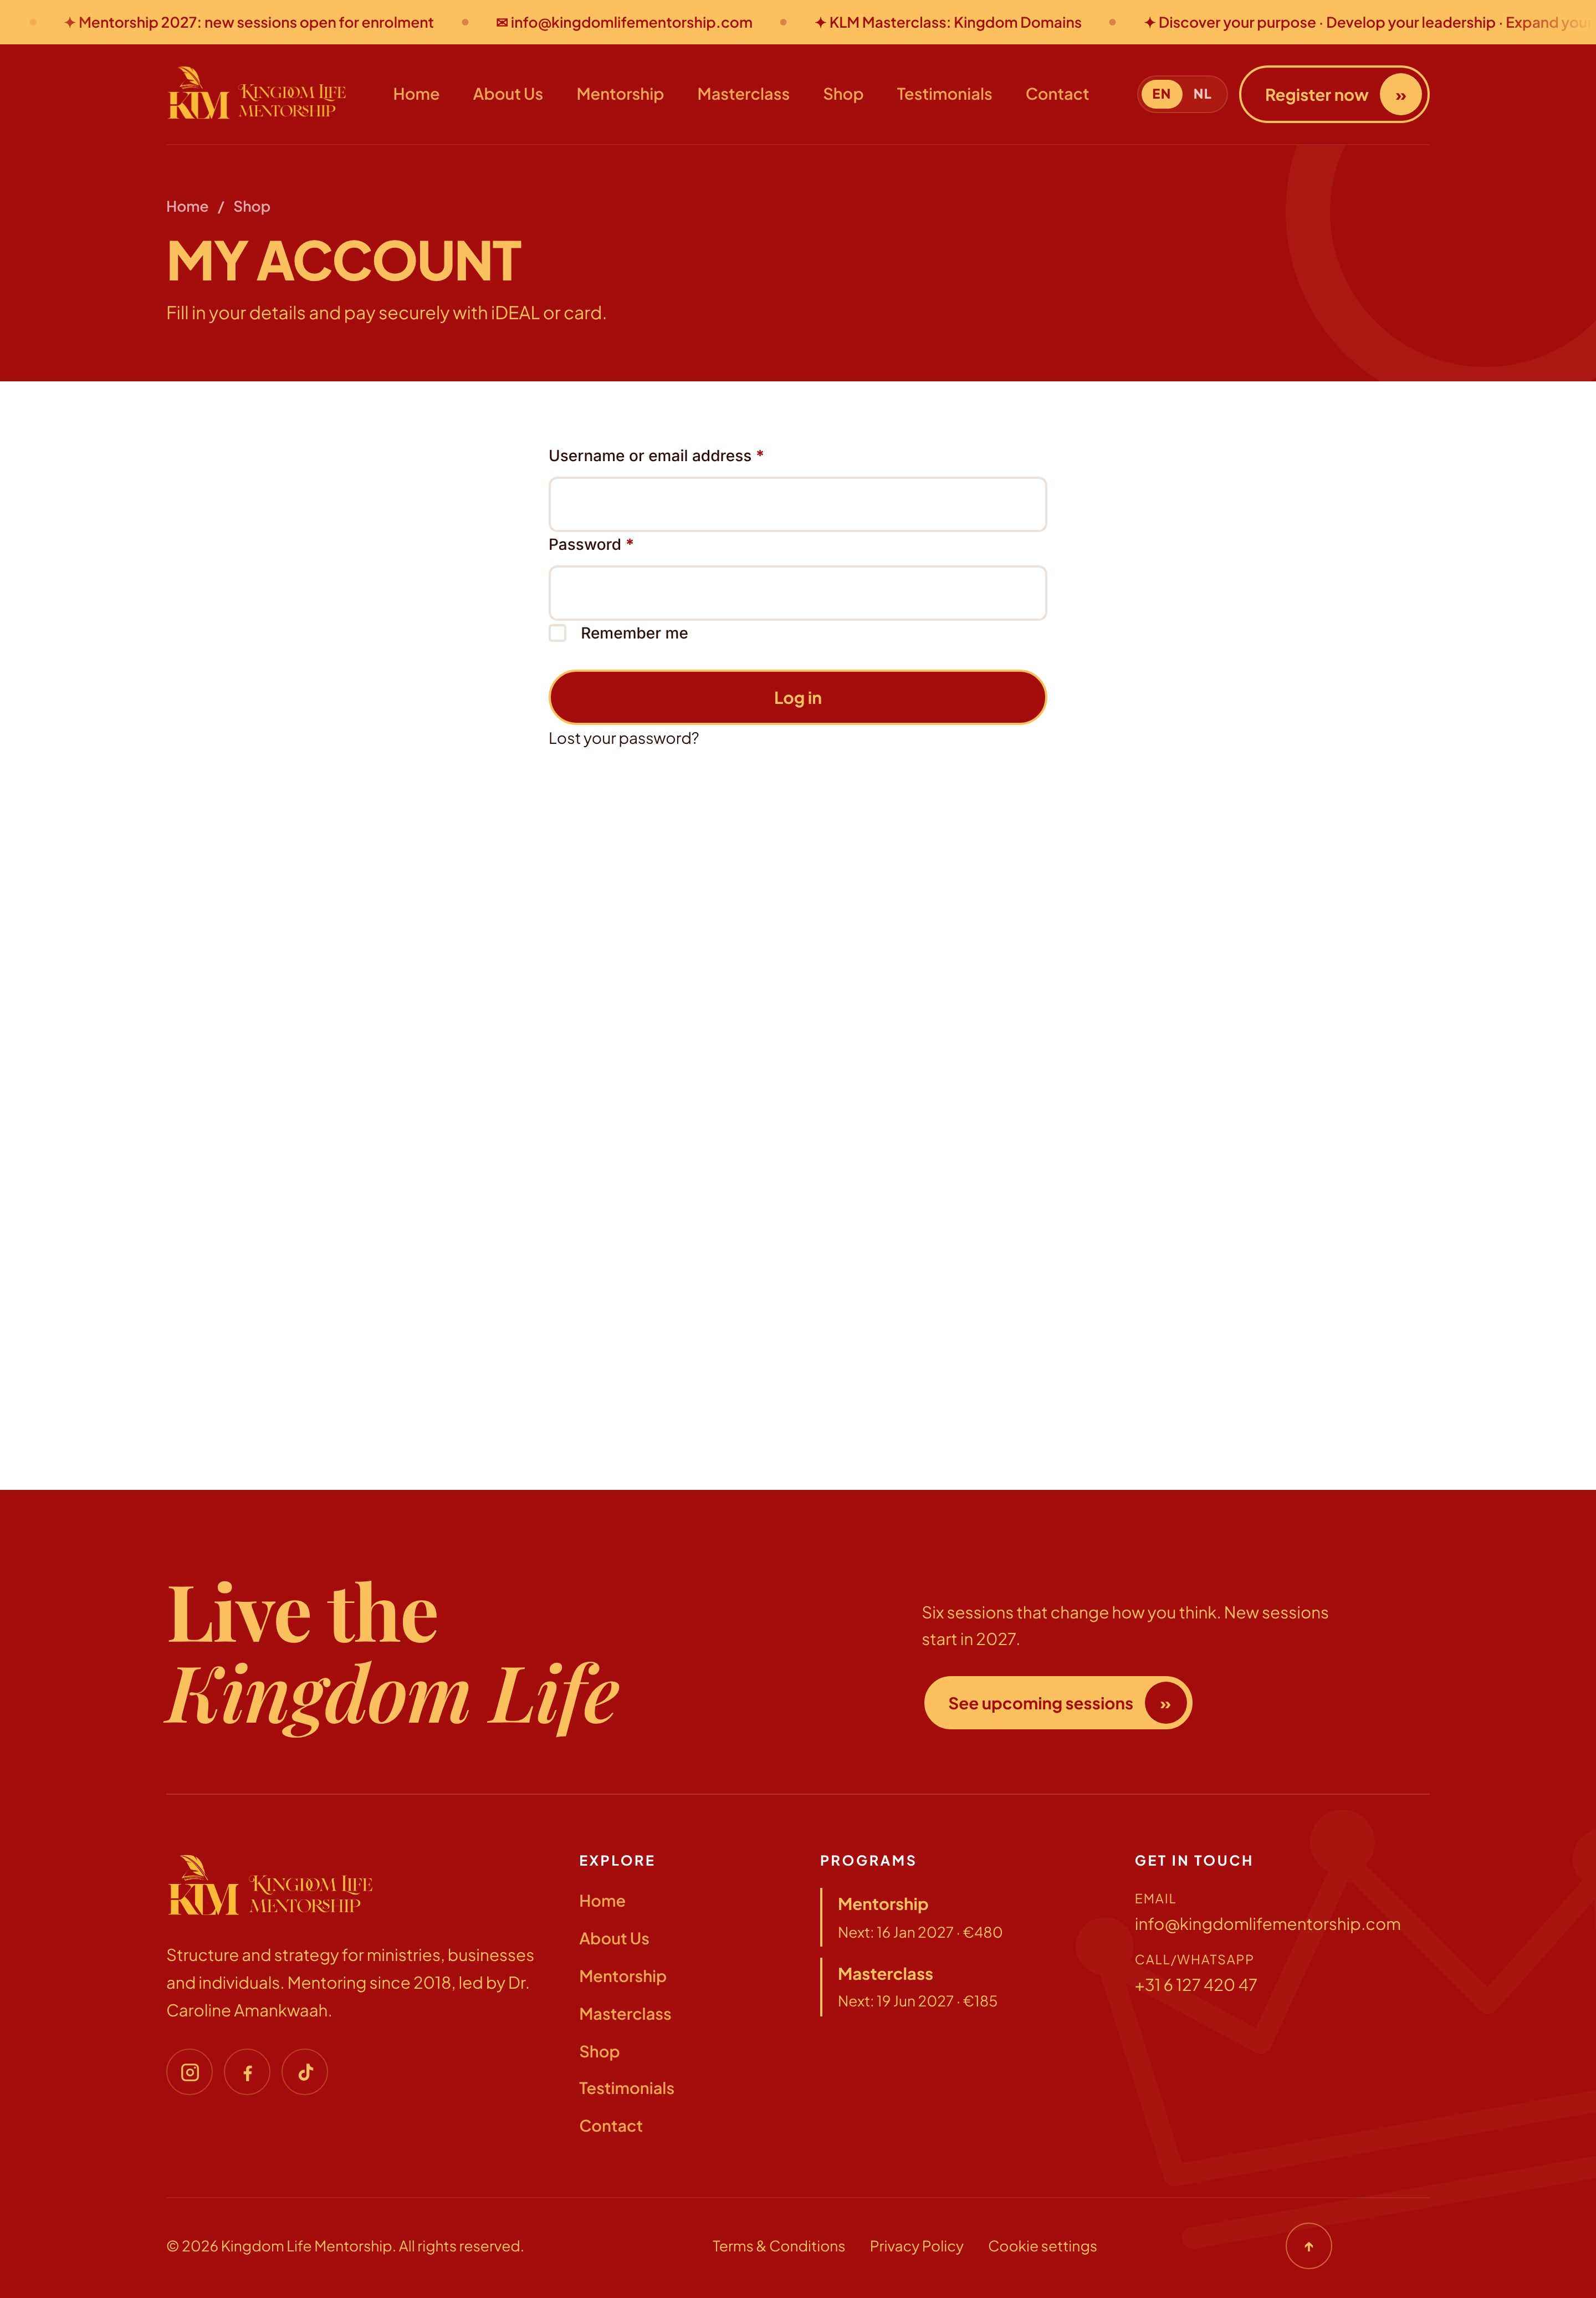 ✦ Mentorship 2027: new sessions open for enrolment • ✉ info@kingdomlifementorship.com • ✦ KLM Masterclass: Kingdom Domains • ✦ Discover your purpose · Develop your leadership · Expand your
KLM KINGDOM LIFE
MENTORSHIP
Home About Us Mentorship Masterclass Shop Testimonials Contact
EN NL
Register now »
Home / Shop
MY ACCOUNT
Fill in your details and pay securely with iDEAL or card.
Username or email address *
Password *
Remember me
Log in
Lost your password?
Live the
Kingdom Life
Six sessions that change how you think. New sessions
start in 2027.
See upcoming sessions »
KLM KINGDOM LIFE
MENTORSHIP
Structure and strategy for ministries, businesses
and individuals. Mentoring since 2018, led by Dr.
Caroline Amankwaah.
EXPLORE
Home
About Us
Mentorship
Masterclass
Shop
Testimonials
Contact
PROGRAMS
Mentorship
Next: 16 Jan 2027 · €480
Masterclass
Next: 19 Jun 2027 · €185
GET IN TOUCH
EMAIL
info@kingdomlifementorship.com
CALL/WHATSAPP
+31 6 127 420 47
© 2026 Kingdom Life Mentorship. All rights reserved.
Terms & Conditions Privacy Policy Cookie settings